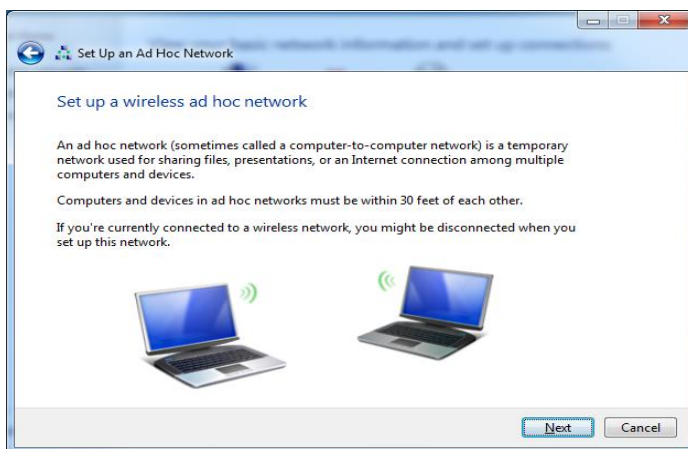 Set Up an Ad Hoc Network
Set up a wireless ad hoc network
An ad hoc network (sometimes called a computer-to-computer network) is a temporary
network used for sharing files, presentations, or an Internet connection among multiple
computers and devices.
Computers and devices in ad hoc networks must be within 30 feet of each other.
If you're currently connected to a wireless network, you might be disconnected when you
set up this network.
Next Cancel